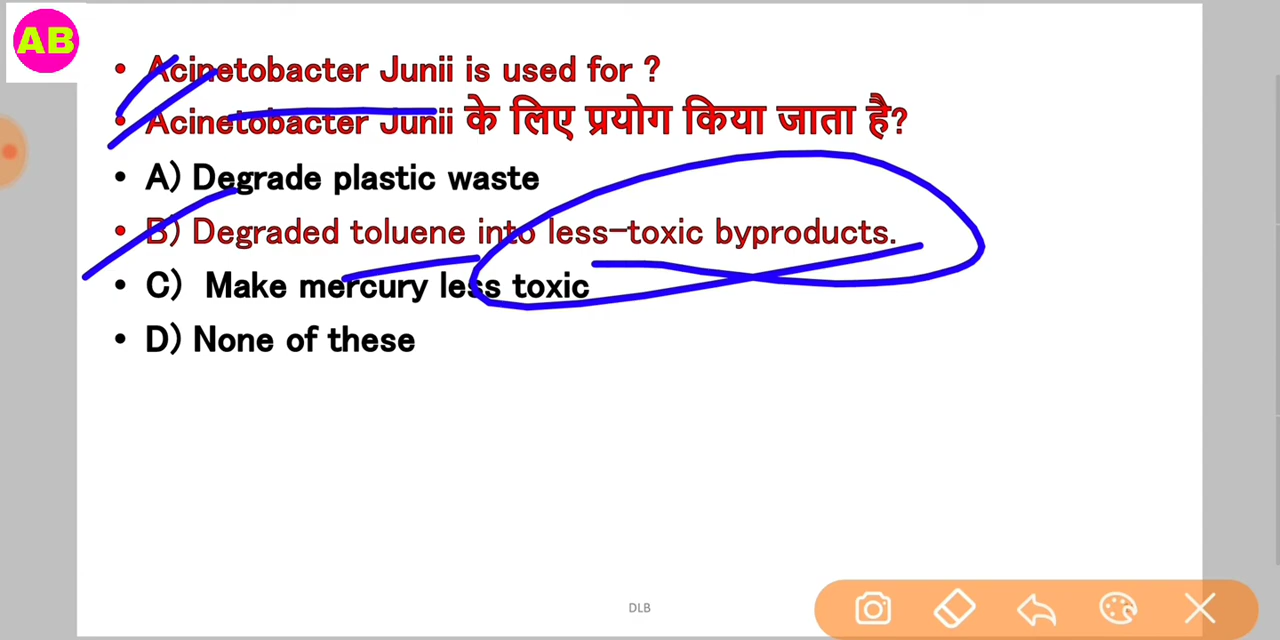 AB
• Acinetobacter Junii is used for ?
• Acinetobacter Junii के लिए प्रयोग किया जाता है?
• A) Degrade plastic waste
• B) Degraded toluene into less-toxic byproducts.
• C) Make mercury less toxic
• D) None of these
DLB